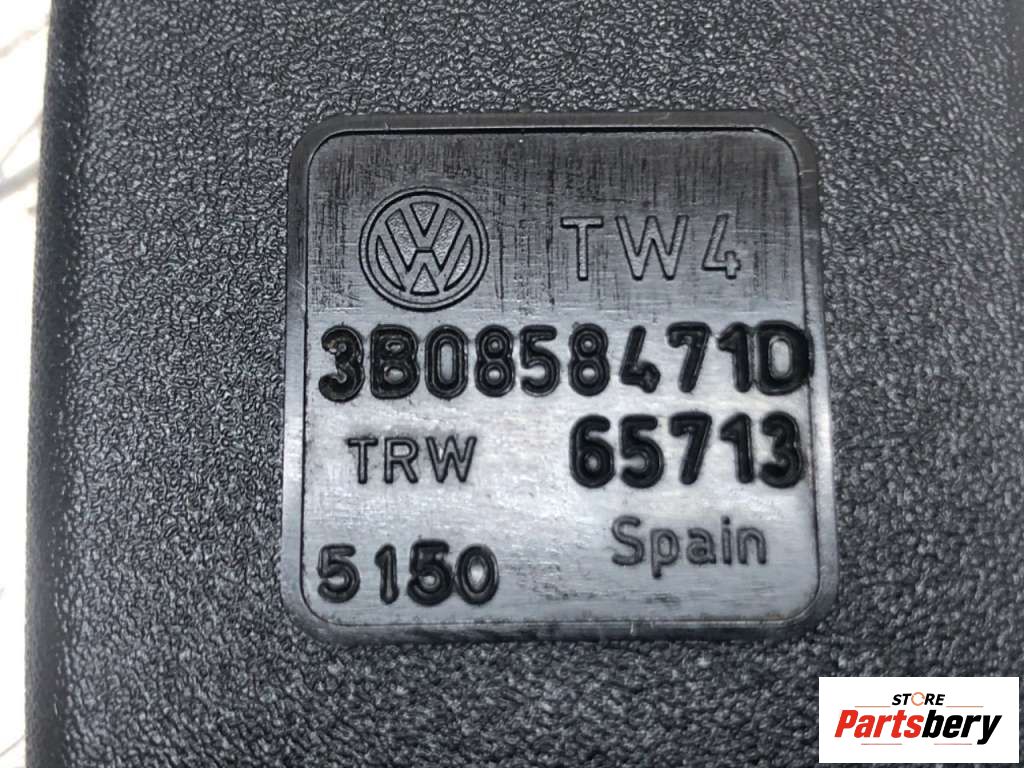 TW4
3B0858471D
TRW 65713
Spain
5150
STORE
Partsbery